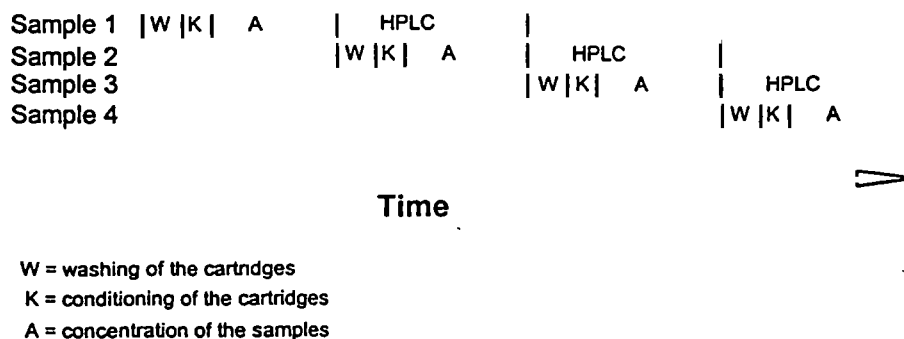 Sample 1 |W |K| A | HPLC |
Sample 2 |W |K| A | HPLC |
Sample 3 |W|K| A | HPLC
Sample 4 |W |K| A
Time
W = washing of the cartridges
K = conditioning of the cartridges
A = concentration of the samples